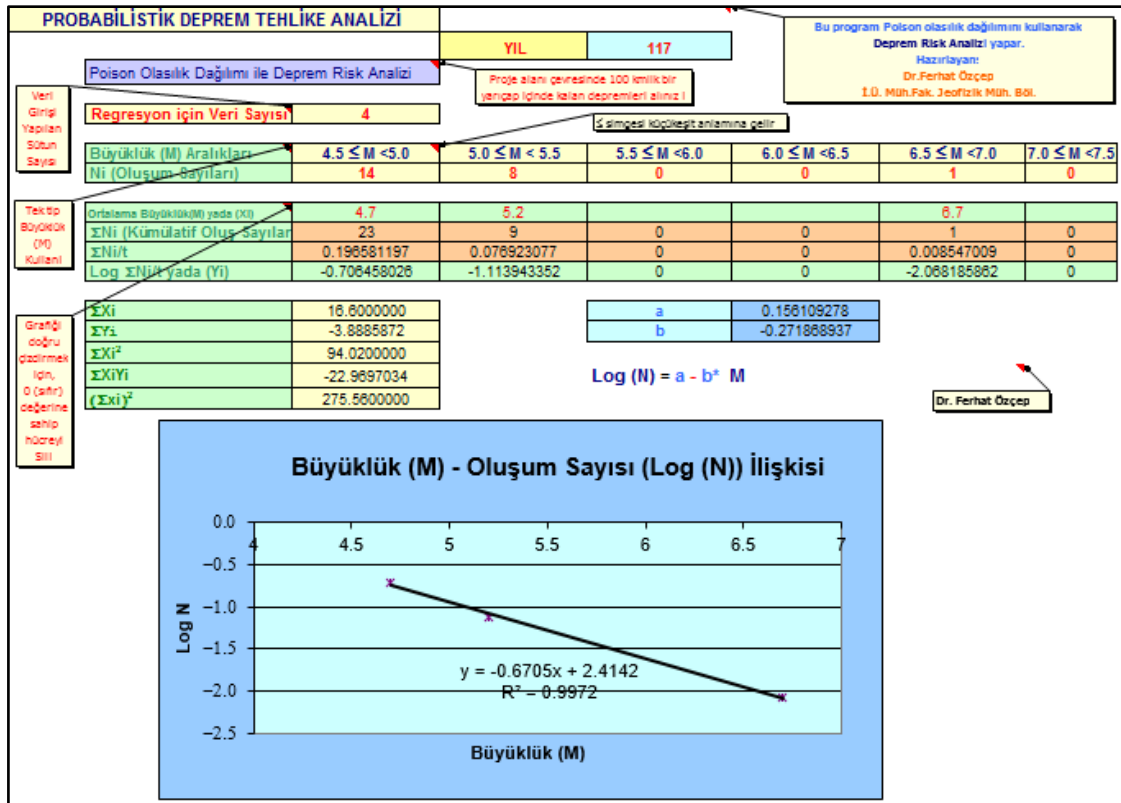 PROBABİLİSTİK DEPREM TEHLİKE ANALİZİ
YIL 117
Bu program Poison olasılık dağılımını kullanarak
Deprem Risk Analizi yapar.
Hazırlayan:
Dr.Ferhat Özçep
İ.Ü. Müh.Fak. Jeofizik Müh. Böl.
Poison Olasılık Dağılımı ile Deprem Risk Analizi
Proje alanı çevresinde 100 kmlik bir
yarıçap içinde kalan depremleri alınız !
Veri
Girişi
Yapılan
Sütun
Sayısı
Regresyon için Veri Sayısı 4
≤ simgesi küçükeşit anlamına gelir
Büyüklük (M) Aralıkları 4.5 ≤ M <5.0 5.0 ≤ M < 5.5 5.5 ≤ M <6.0 6.0 ≤ M <6.5 6.5 ≤ M <7.0 7.0 ≤ M <7.5
Ni (Oluşum Sayıları) 14 8 0 0 1 0
Tek tip
Büyüklük
(M)
Kullanı
Ortalama Büyüklük(M) yada (Xi) 4.7 5.2 6.7
ΣNi (Kümülatif Oluş Sayılar 23 9 0 0 1 0
ΣNi/t 0.196581197 0.076923077 0 0 0.008547009 0
Log ΣNi/t yada (Yi) -0.706458026 -1.113943352 0 0 -2.068185862 0
Grafiği
doğru
çizdirmek
için,
0 (sıfır)
değerine
sahip
hücreyi
Sil!
ΣXi 16.6000000
ΣYi -3.8885872
ΣXi² 94.0200000
ΣXiYi -22.9697034
(Σxi)² 275.5600000
a 0.156109278
b -0.271868937
Log (N) = a - b* M
Dr. Ferhat Özçep
Büyüklük (M) - Oluşum Sayısı (Log (N)) İlişkisi
0.0
4 4.5 5 5.5 6 6.5 7
−0.5
−1.0
−1.5
−2.0
−2.5
Log N
y = -0.6705x + 2.4142
R² = 0.9972
Büyüklük (M)